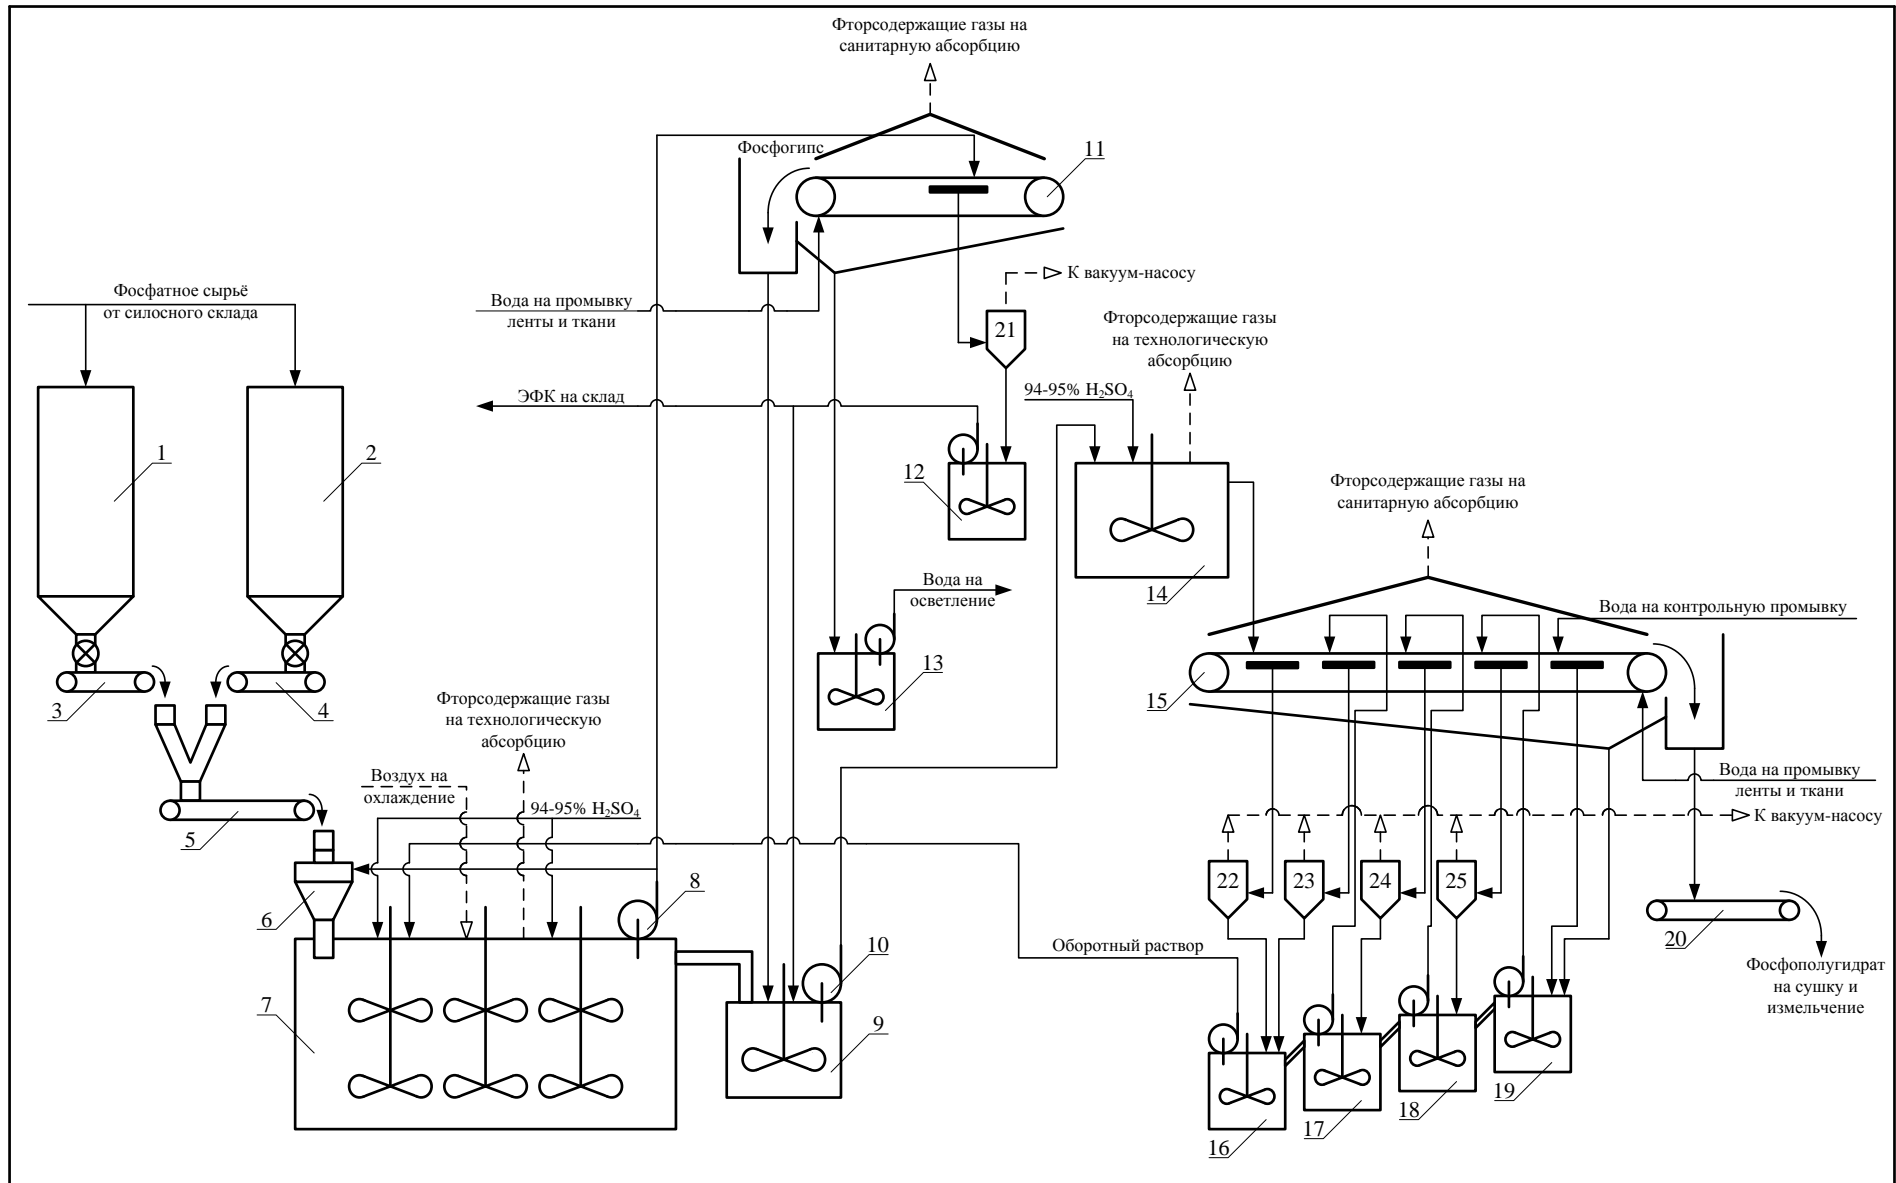 Фторсодержащие газы на
санитарную абсорбцию
Фосфогипс
11
Фосфатное сырьё
от силосного склада
Вода на промывку
ленты и ткани
К вакуум-насосу
21
Фторсодержащие газы
на технологическую
абсорбцию
ЭФК на склад
94-95% H₂SO₄
1
2
12
Фторсодержащие газы на
санитарную абсорбцию
14
Вода на
осветление
Вода на контрольную промывку
13
15
3
4
Фторсодержащие газы
на технологическую
абсорбцию
Воздух на
охлаждение
94-95% H₂SO₄
5
Вода на промывку
ленты и ткани
К вакуум-насосу
22
23
24
25
6
8
20
Оборотный раствор
10
Фосфополугидрат
на сушку и
измельчение
7
9
16
17
18
19